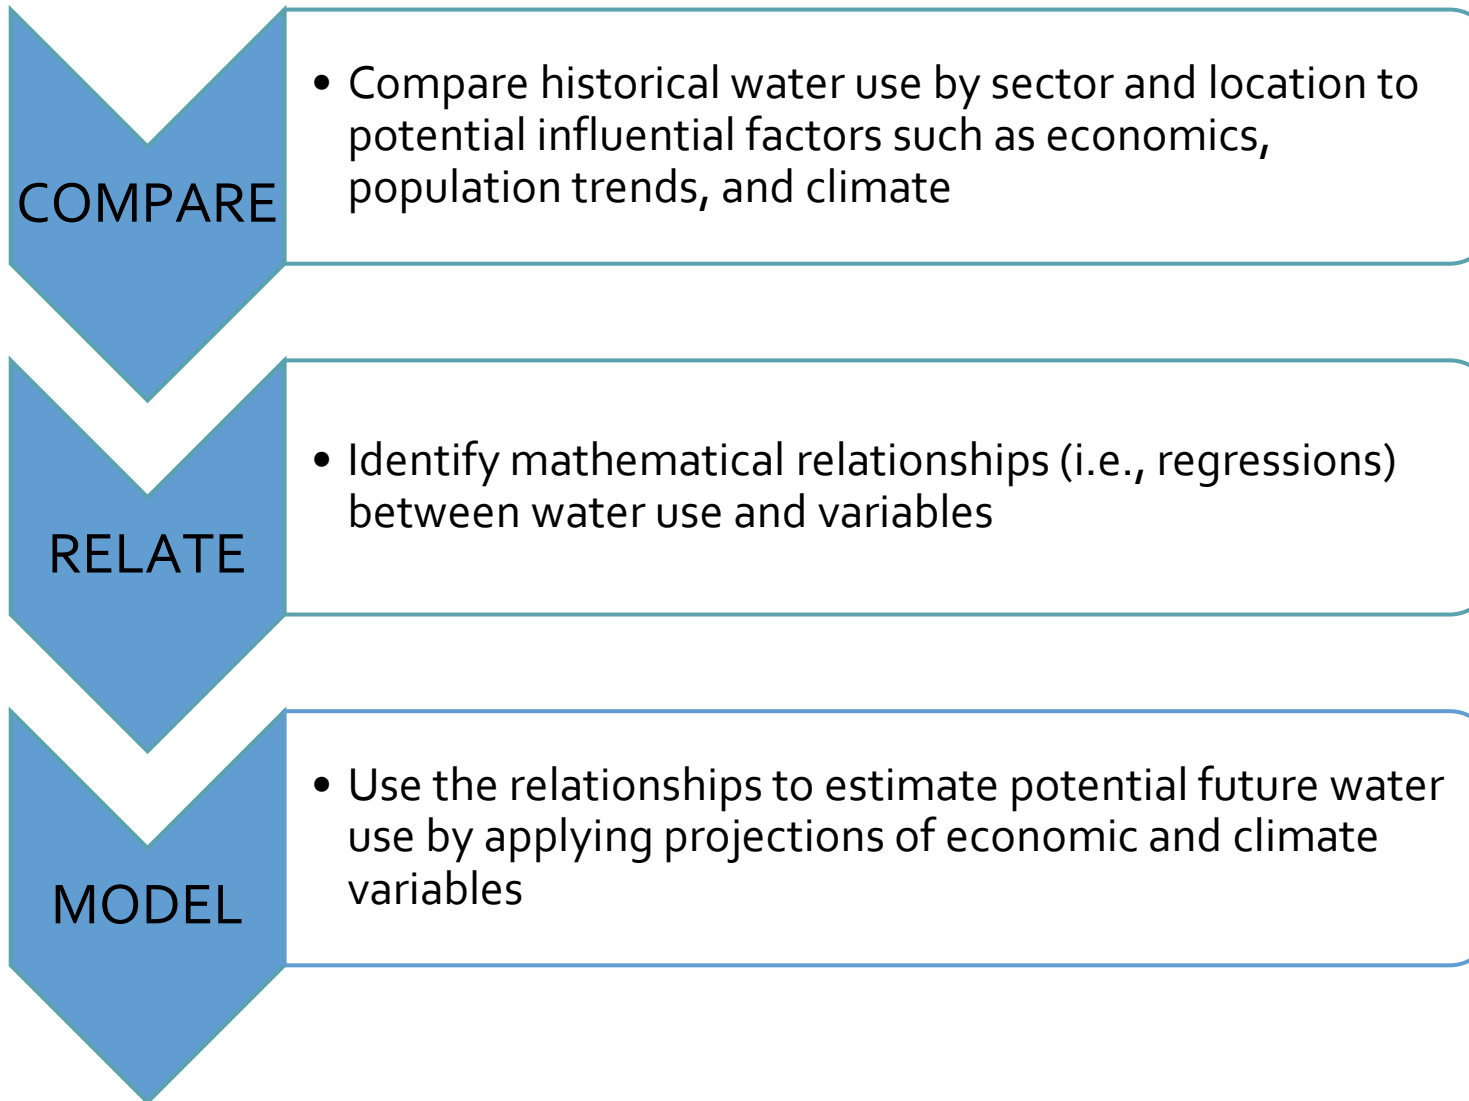 COMPARE
• Compare historical water use by sector and location to
potential influential factors such as economics,
population trends, and climate
RELATE
• Identify mathematical relationships (i.e., regressions)
between water use and variables
MODEL
• Use the relationships to estimate potential future water
use by applying projections of economic and climate
variables